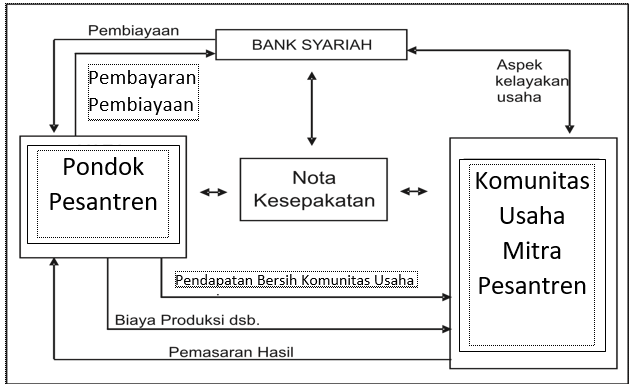 Pembiayaan
BANK SYARIAH
Pembayaran
Pembiayaan
Aspek
kelayakan
usaha
Pondok
Pesantren
Nota
Kesepakatan
Komunitas
Usaha
Mitra
Pesantren
Pendapatan Bersih Komunitas Usaha
Biaya Produksi dsb.
Pemasaran Hasil